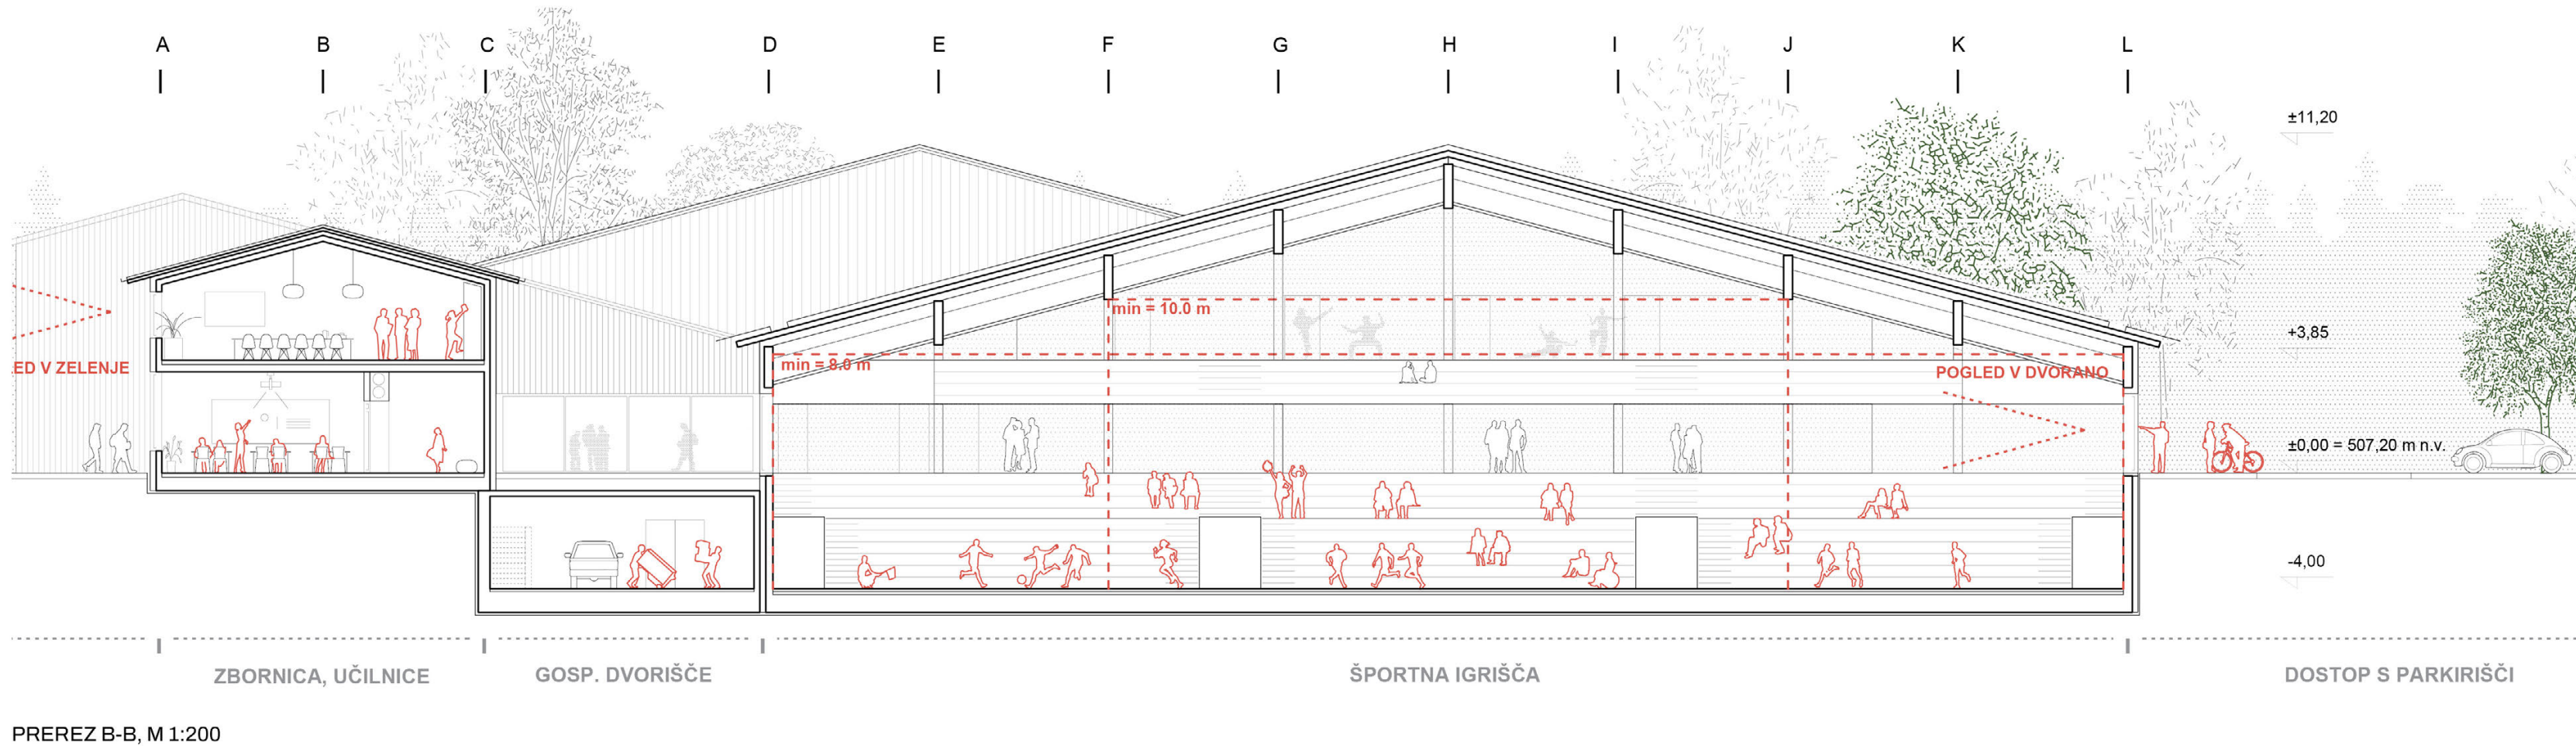 A B C D E F G H I J K L
±11,20
min = 10.0 m
+3,85
ED V ZELENJE
min = 8.0 m
POGLED V DVORANO
±0,00 = 507,20 m n.v.
-4,00
ZBORNICA, UČILNICE
GOSP. DVORIŠČE
ŠPORTNA IGRIŠČA
DOSTOP S PARKIRIŠČI
PREREZ B-B, M 1:200